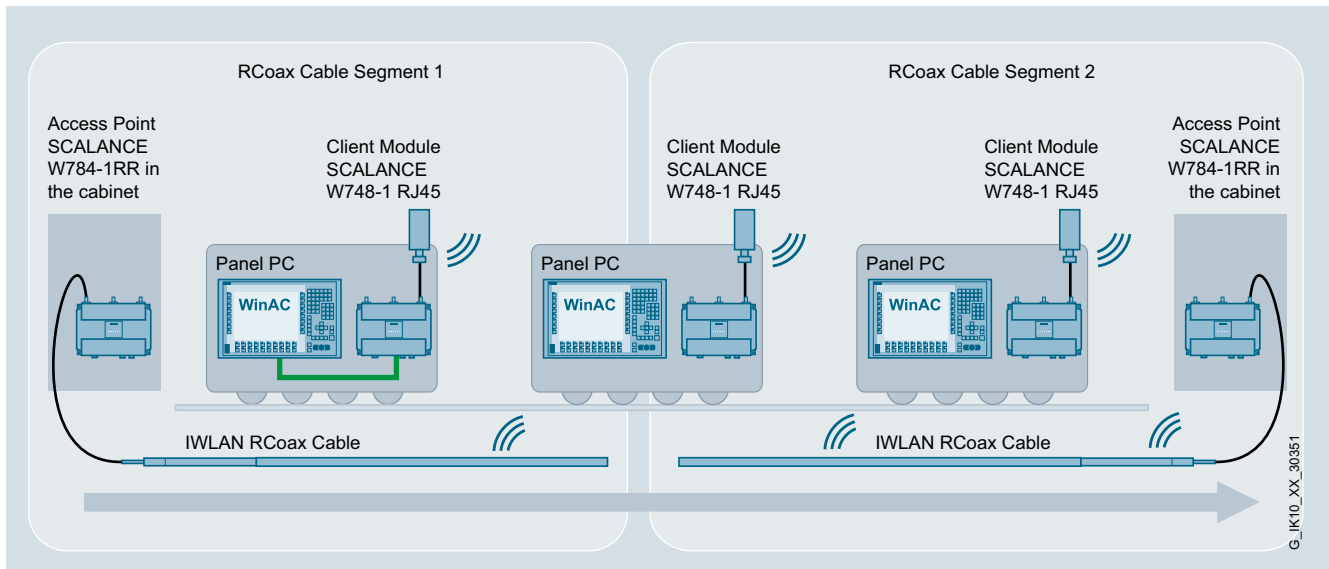 RCoax Cable Segment 1
RCoax Cable Segment 2
Access Point
SCALANCE
W784-1RR in
the cabinet
Client Module
SCALANCE
W748-1 RJ45
Client Module
SCALANCE
W748-1 RJ45
Client Module
SCALANCE
W748-1 RJ45
Access Point
SCALANCE
W784-1RR in
the cabinet
Panel PC
WinAC
Panel PC
WinAC
Panel PC
WinAC
IWLAN RCoax Cable
IWLAN RCoax Cable
G_IK10_XX_30351